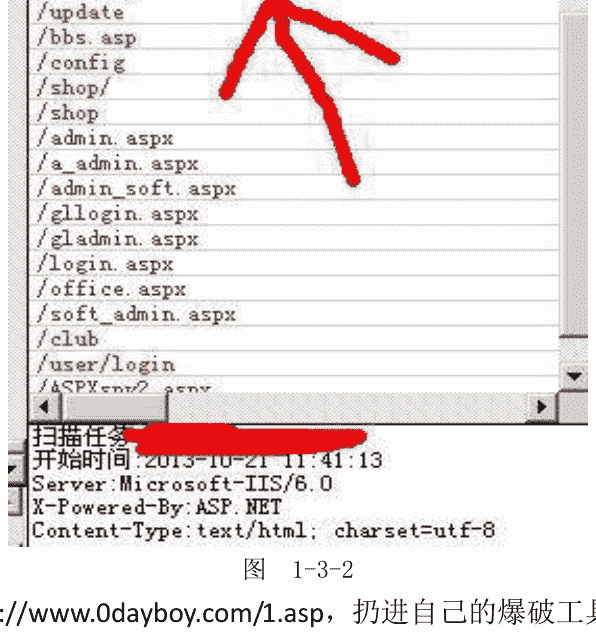 /update
/bbs.asp
/config
/shop/
/shop
/admin.aspx
/a_admin.aspx
/admin_soft.aspx
/gllogin.aspx
/gladmin.aspx
/login.aspx
/office.aspx
/soft_admin.aspx
/club
/user/login
/ASPXspy2.aspx
扫描任务
开始时间:2013-10-21 11:41:13
Server:Microsoft-IIS/6.0
X-Powered-By:ASP.NET
Content-Type:text/html; charset=utf-8
图 1-3-2
://www.0dayboy.com/1.asp，扔进自己的爆破工具